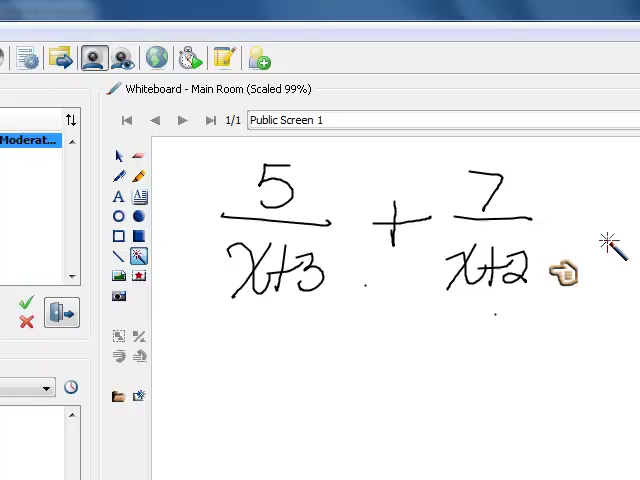 Whiteboard - Main Room (Scaled 99%)
1/1 Public Screen 1
Moderat...
A A
5 7
+
x+3 x+2